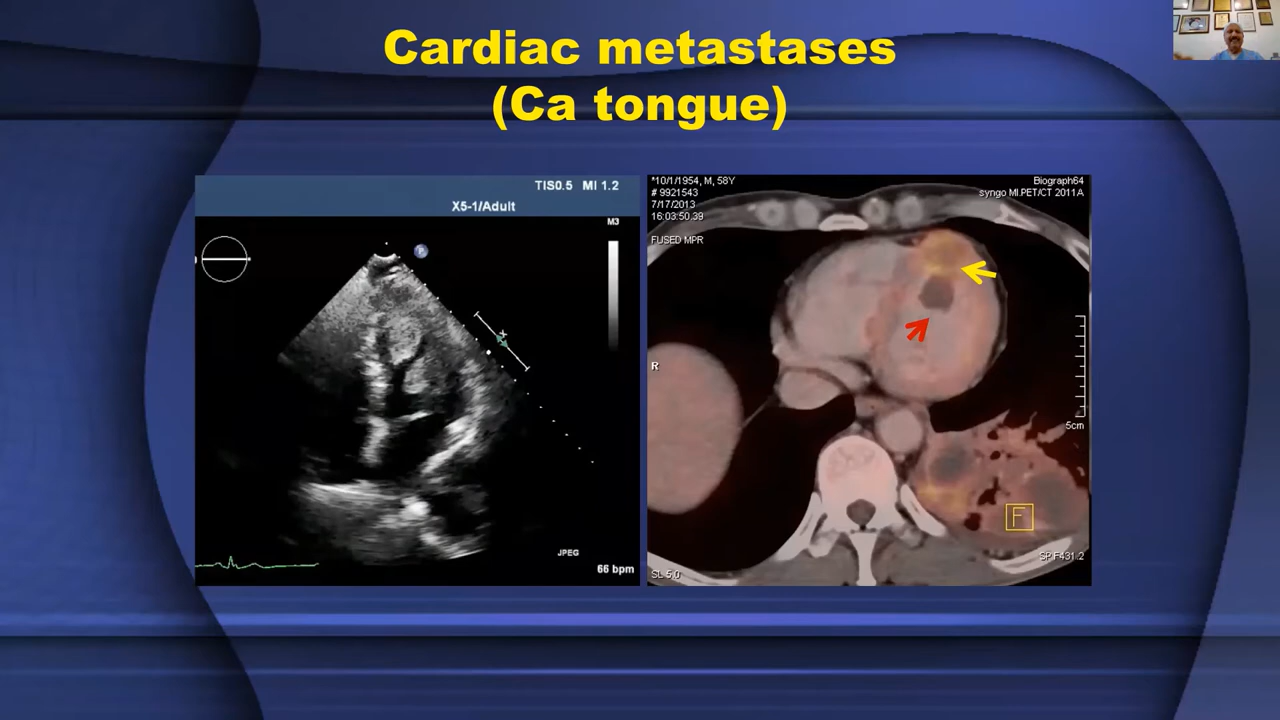 Cardiac metastases
(Ca tongue)
TIS0.5 MI 1.2
X5-1/Adult
M3
JPEG
66 bpm
*10/1/1954, M, 58Y
# 9921543
7/17/2013
16:03:50.39
FUSED MPR
Biograph64
syngo MI.PET/CT 2011A
R
5cm
F
SP F431.2
SL 5,0